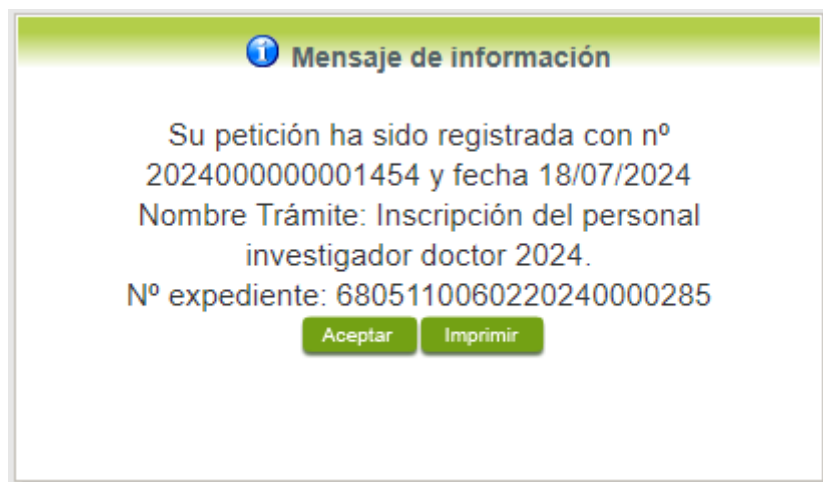 Mensaje de información
Su petición ha sido registrada con nº
2024000000001454 y fecha 18/07/2024
Nombre Trámite: Inscripción del personal
investigador doctor 2024.
Nº expediente: 6805110060220240000285
Aceptar Imprimir